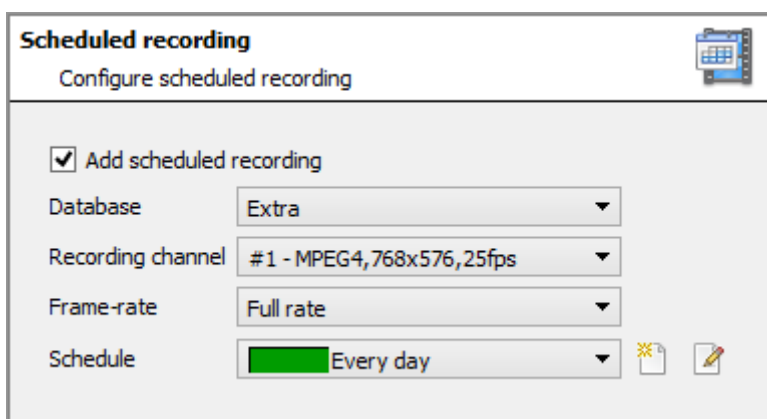 Scheduled recording
Configure scheduled recording
Add scheduled recording
Database Extra
Recording channel #1 - MPEG4,768x576,25fps
Frame-rate Full rate
Schedule Every day